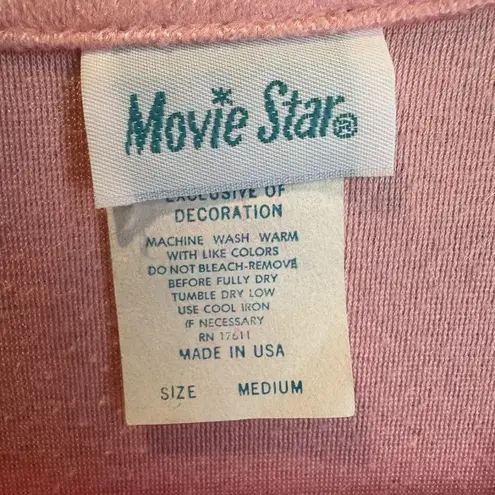 Movie Star®
EXCLUSIVE OF
DECORATION
MACHINE WASH WARM
WITH LIKE COLORS
DO NOT BLEACH-REMOVE
BEFORE FULLY DRY
TUMBLE DRY LOW
USE COOL IRON
IF NECESSARY
RN 17611
MADE IN USA
SIZE MEDIUM